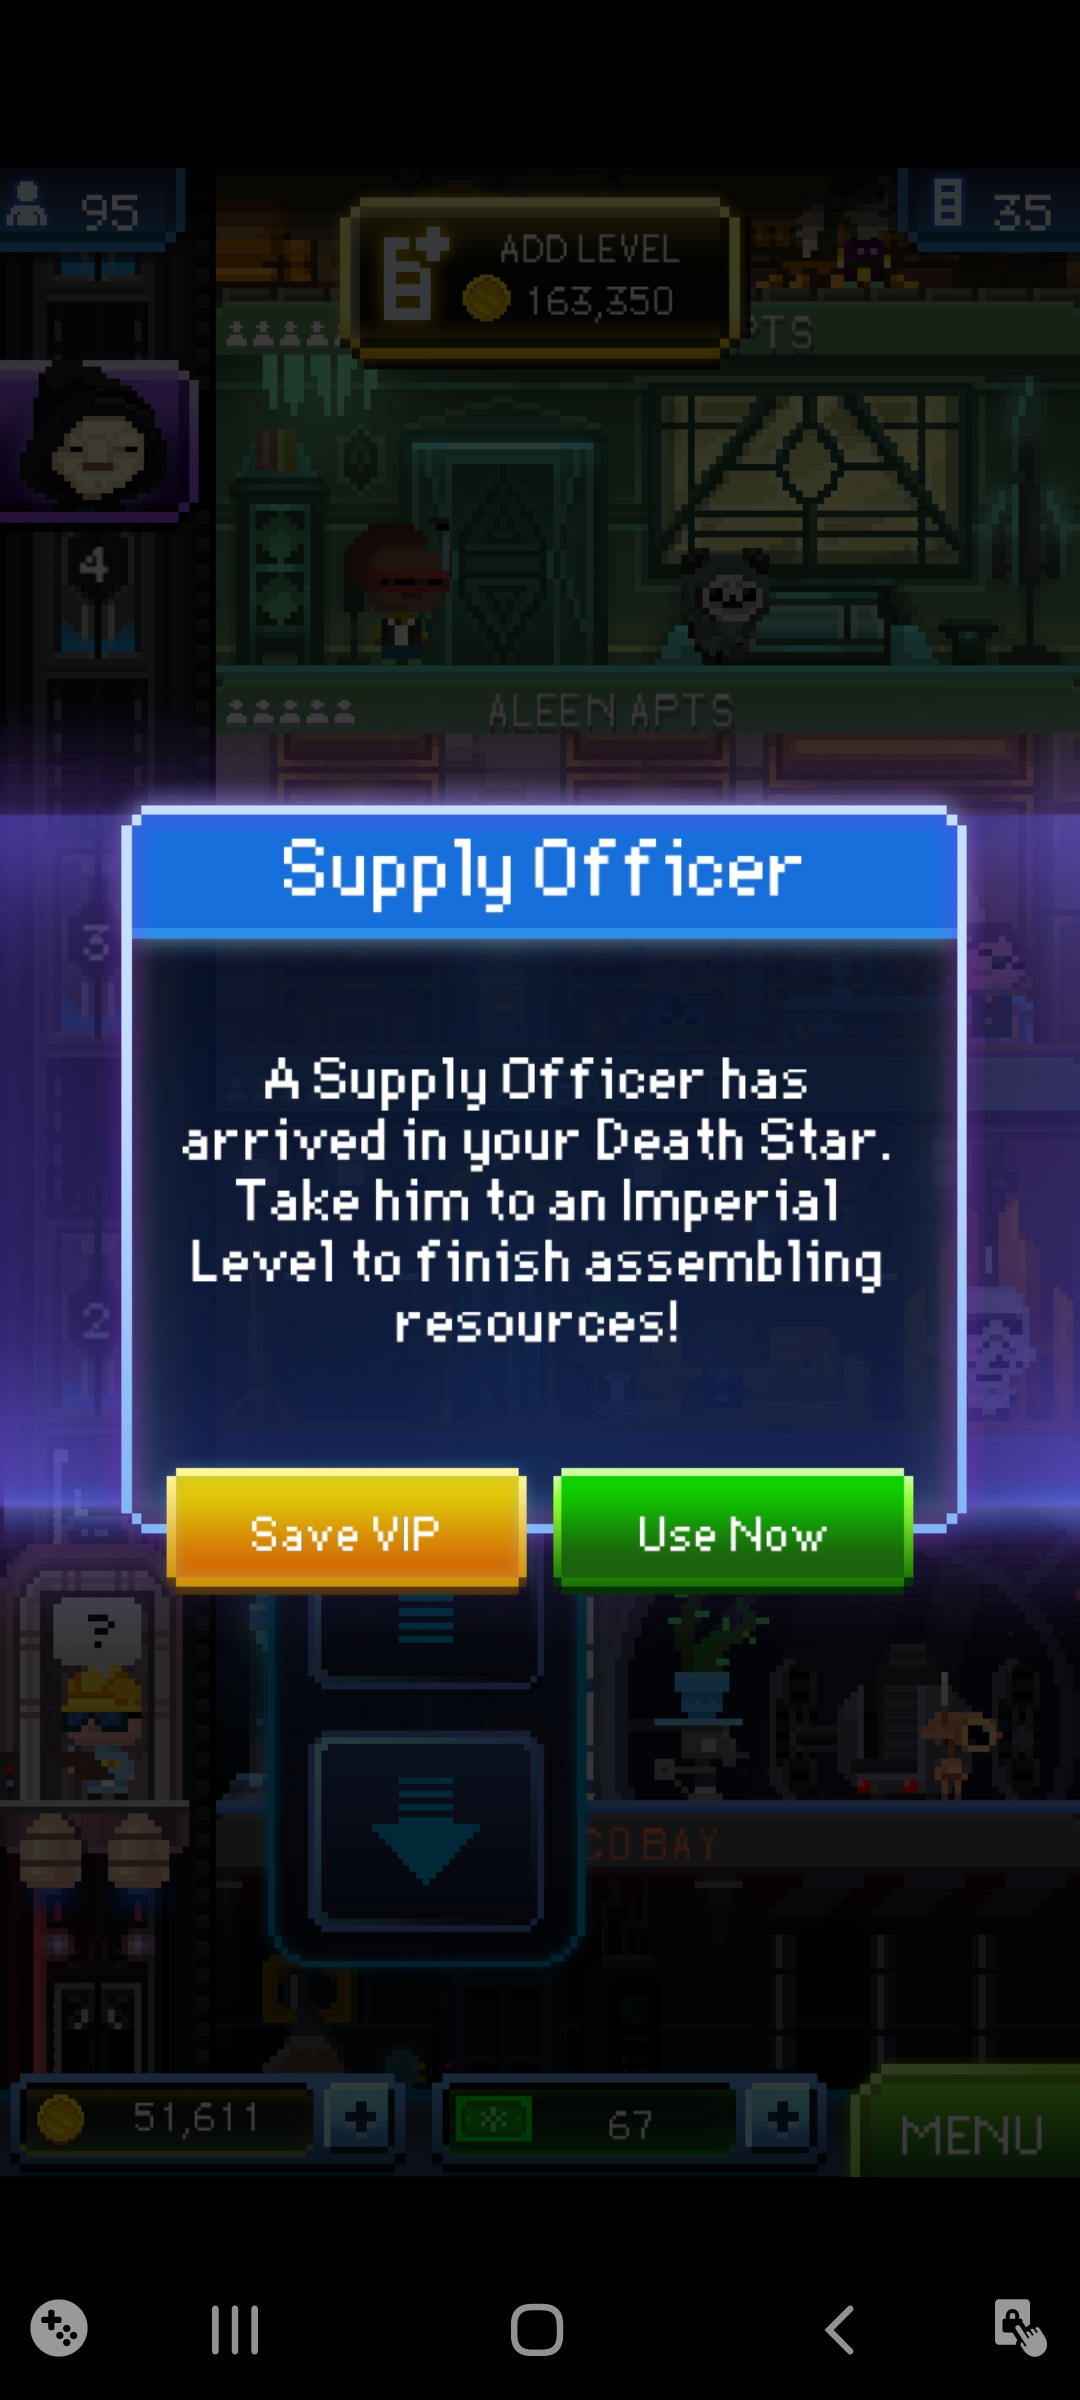 95
ADD LEVEL
163,350
35
PTS
4
ALEEN APTS
Supply Officer
3
A Supply Officer has
arrived in your Death Star.
Take him to an Imperial
Level to finish assembling
resources!
2
Save VIP
Use Now
?
CO BAY
51,611
+
67
+
MENU